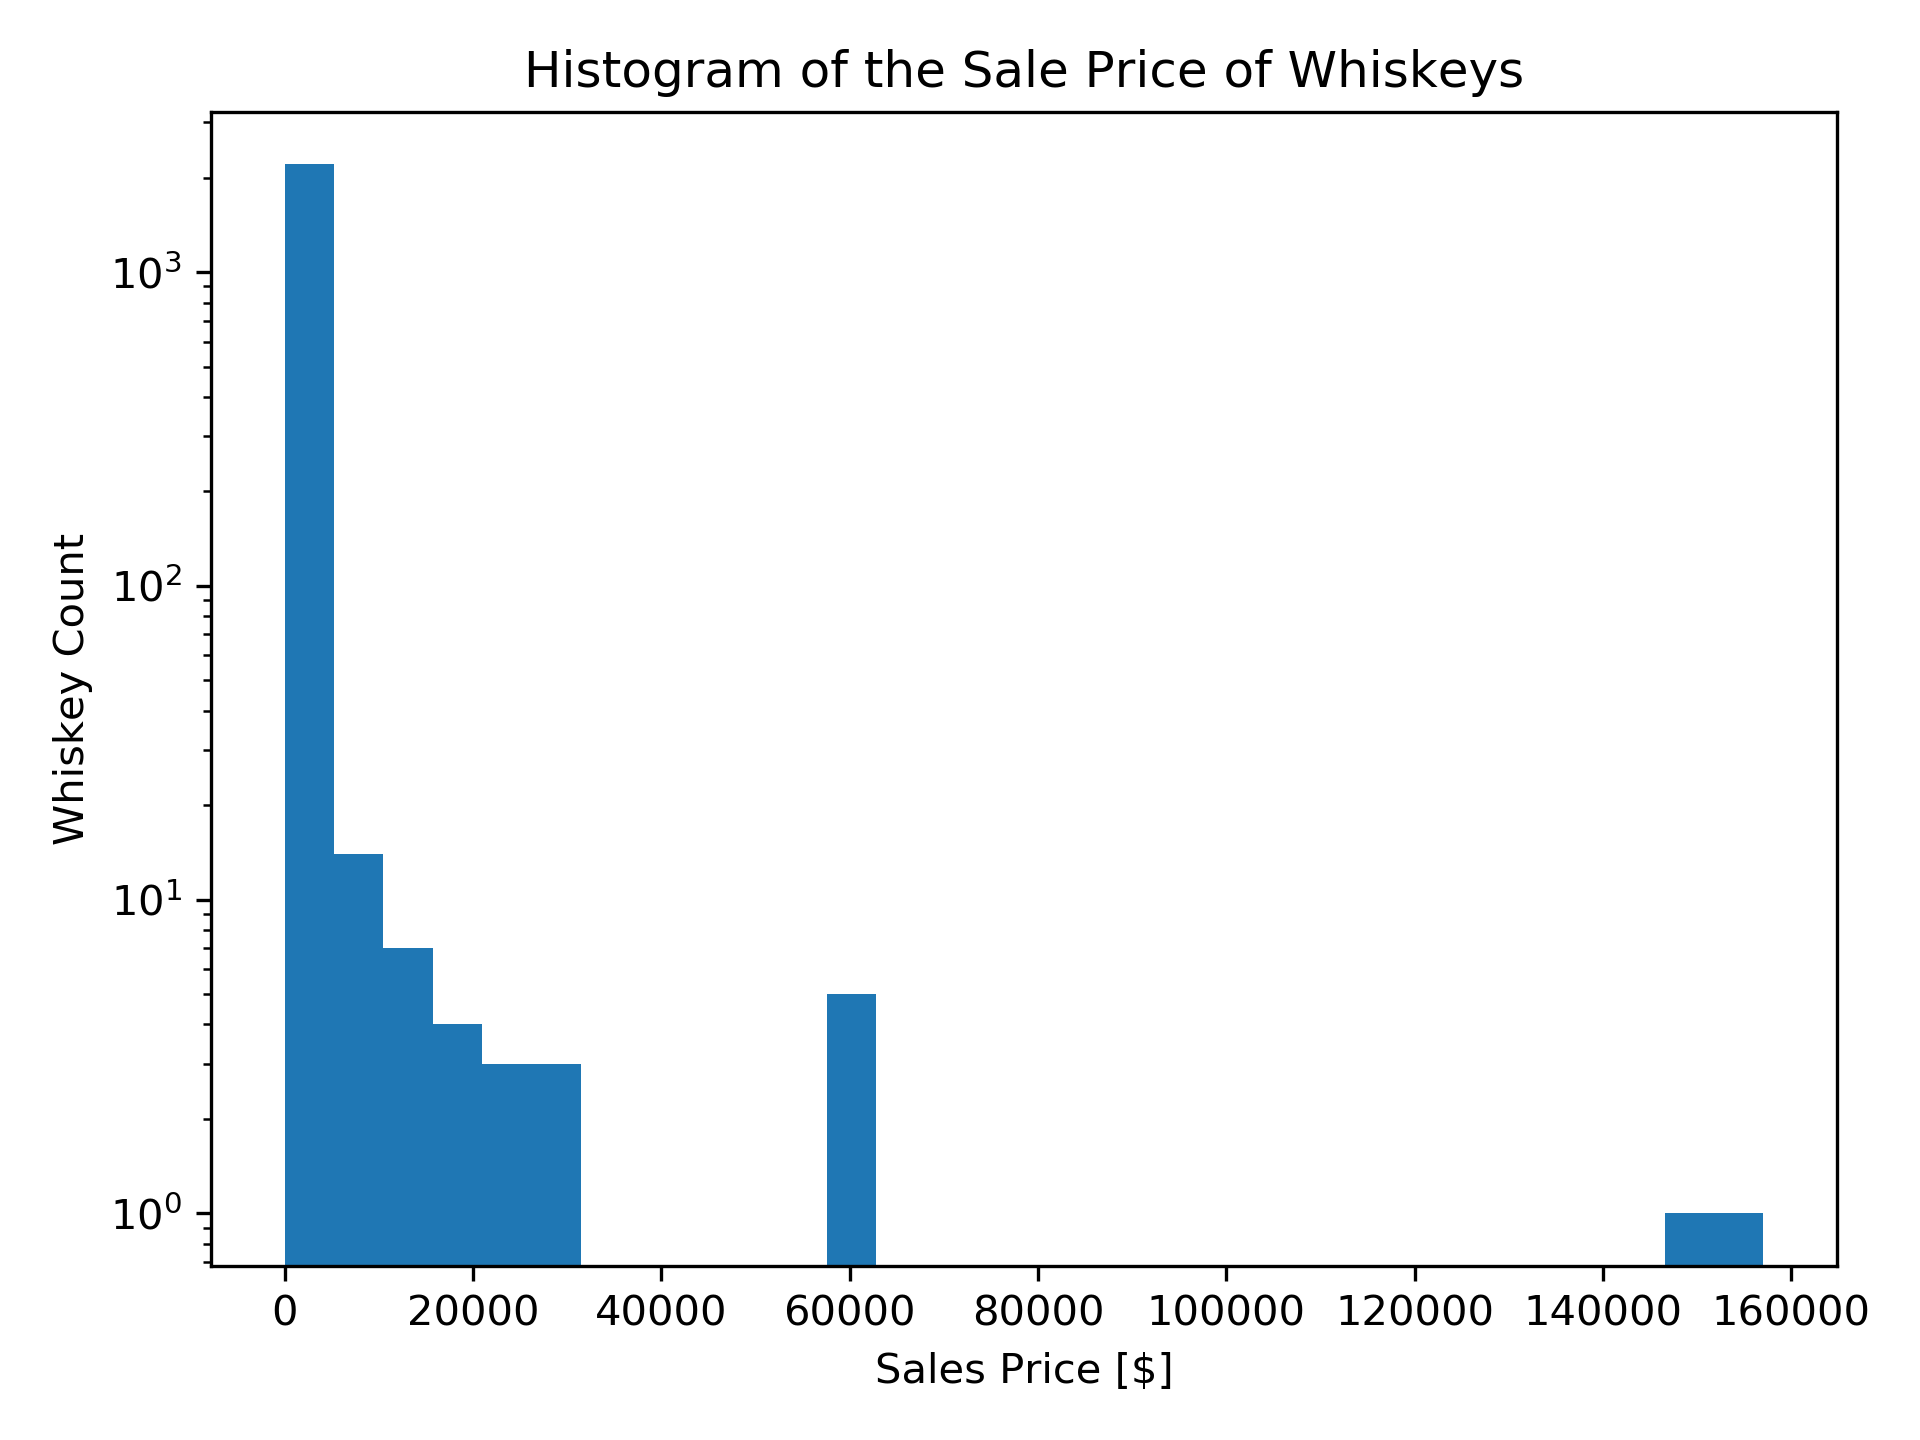 Histogram of the Sale Price of Whiskeys
Whiskey Count
10³
10²
10¹
10⁰
0 20000 40000 60000 80000 100000 120000 140000 160000
Sales Price [$]